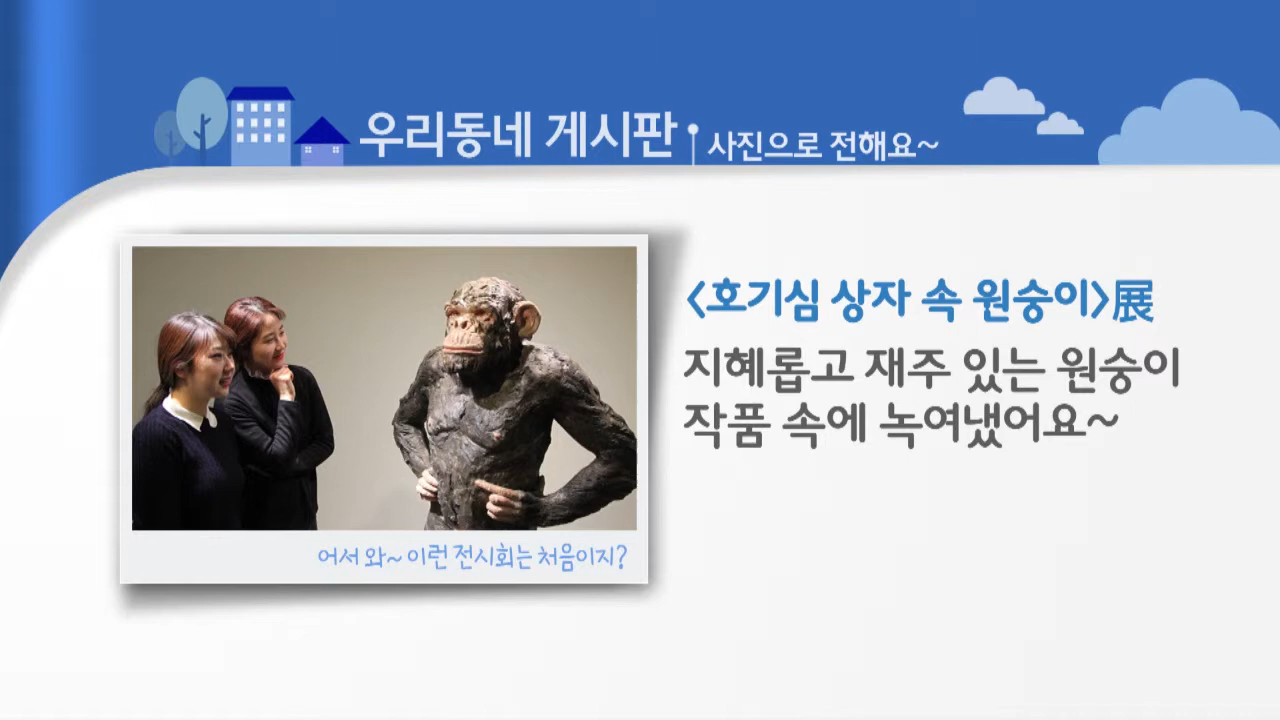 우리동네 게시판 사진으로 전해요~
<호기심 상자 속 원숭이>展
지혜롭고 재주 있는 원숭이
작품 속에 녹여냈어요~
어서 와~ 이런 전시회는 처음이지?